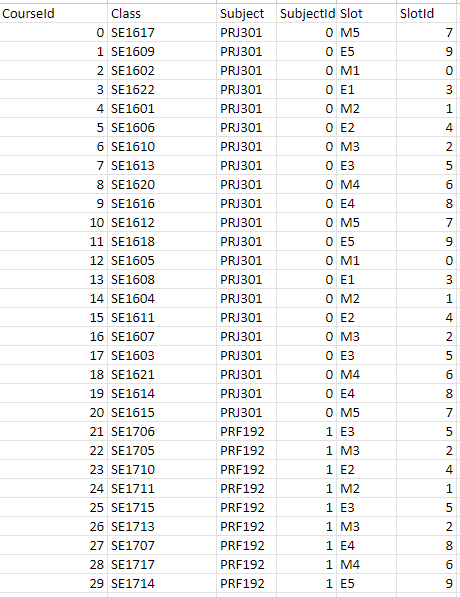 CourseId Class Subject SubjectId Slot SlotId
0 SE1617 PRJ301 0 M5 7
1 SE1609 PRJ301 0 E5 9
2 SE1602 PRJ301 0 M1 0
3 SE1622 PRJ301 0 E1 3
4 SE1601 PRJ301 0 M2 1
5 SE1606 PRJ301 0 E2 4
6 SE1610 PRJ301 0 M3 2
7 SE1613 PRJ301 0 E3 5
8 SE1620 PRJ301 0 M4 6
9 SE1616 PRJ301 0 E4 8
10 SE1612 PRJ301 0 M5 7
11 SE1618 PRJ301 0 E5 9
12 SE1605 PRJ301 0 M1 0
13 SE1608 PRJ301 0 E1 3
14 SE1604 PRJ301 0 M2 1
15 SE1611 PRJ301 0 E2 4
16 SE1607 PRJ301 0 M3 2
17 SE1603 PRJ301 0 E3 5
18 SE1621 PRJ301 0 M4 6
19 SE1614 PRJ301 0 E4 8
20 SE1615 PRJ301 0 M5 7
21 SE1706 PRF192 1 E3 5
22 SE1705 PRF192 1 M3 2
23 SE1710 PRF192 1 E2 4
24 SE1711 PRF192 1 M2 1
25 SE1715 PRF192 1 E3 5
26 SE1713 PRF192 1 M3 2
27 SE1707 PRF192 1 E4 8
28 SE1717 PRF192 1 M4 6
29 SE1714 PRF192 1 E5 9